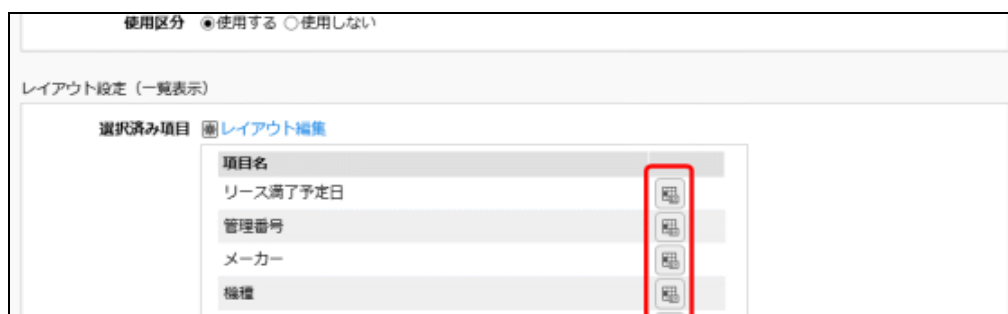 使用区分 ◉使用する ○使用しない
レイアウト設定（一覧表示）
選択済み項目 レイアウト編集
項目名
リース満了予定日
管理番号
メーカー
機種